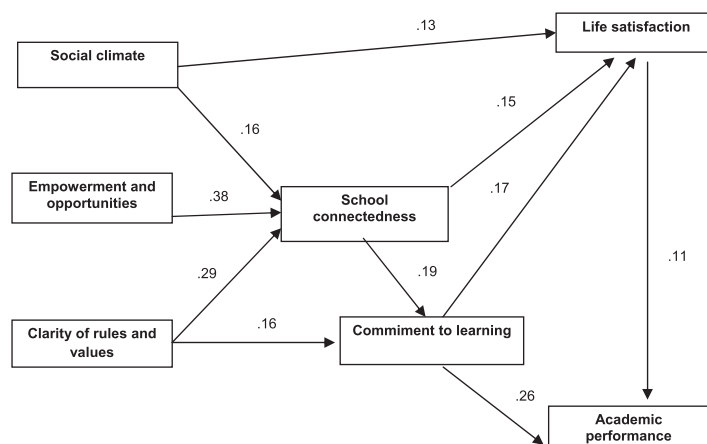 .13
Life satisfaction
Social climate
.15
.16
Empowerment and
opportunities
.38
School
connectedness
.17
.29
.19
.11
Clarity of rules and
values
.16
Commiment to learning
.26
Academic
performance